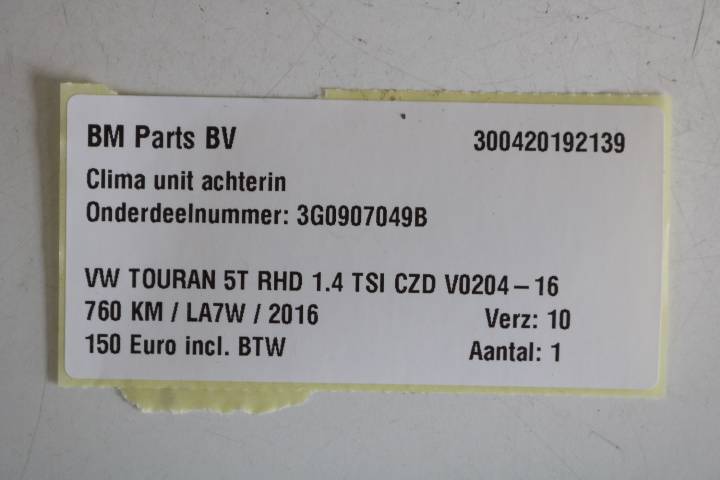 BM Parts BV 300420192139
Clima unit achterin
Onderdeelnummer: 3G0907049B
VW TOURAN 5T RHD 1.4 TSI CZD V0204-16
760 KM / LA7W / 2016 Verz: 10
150 Euro incl. BTW Aantal: 1